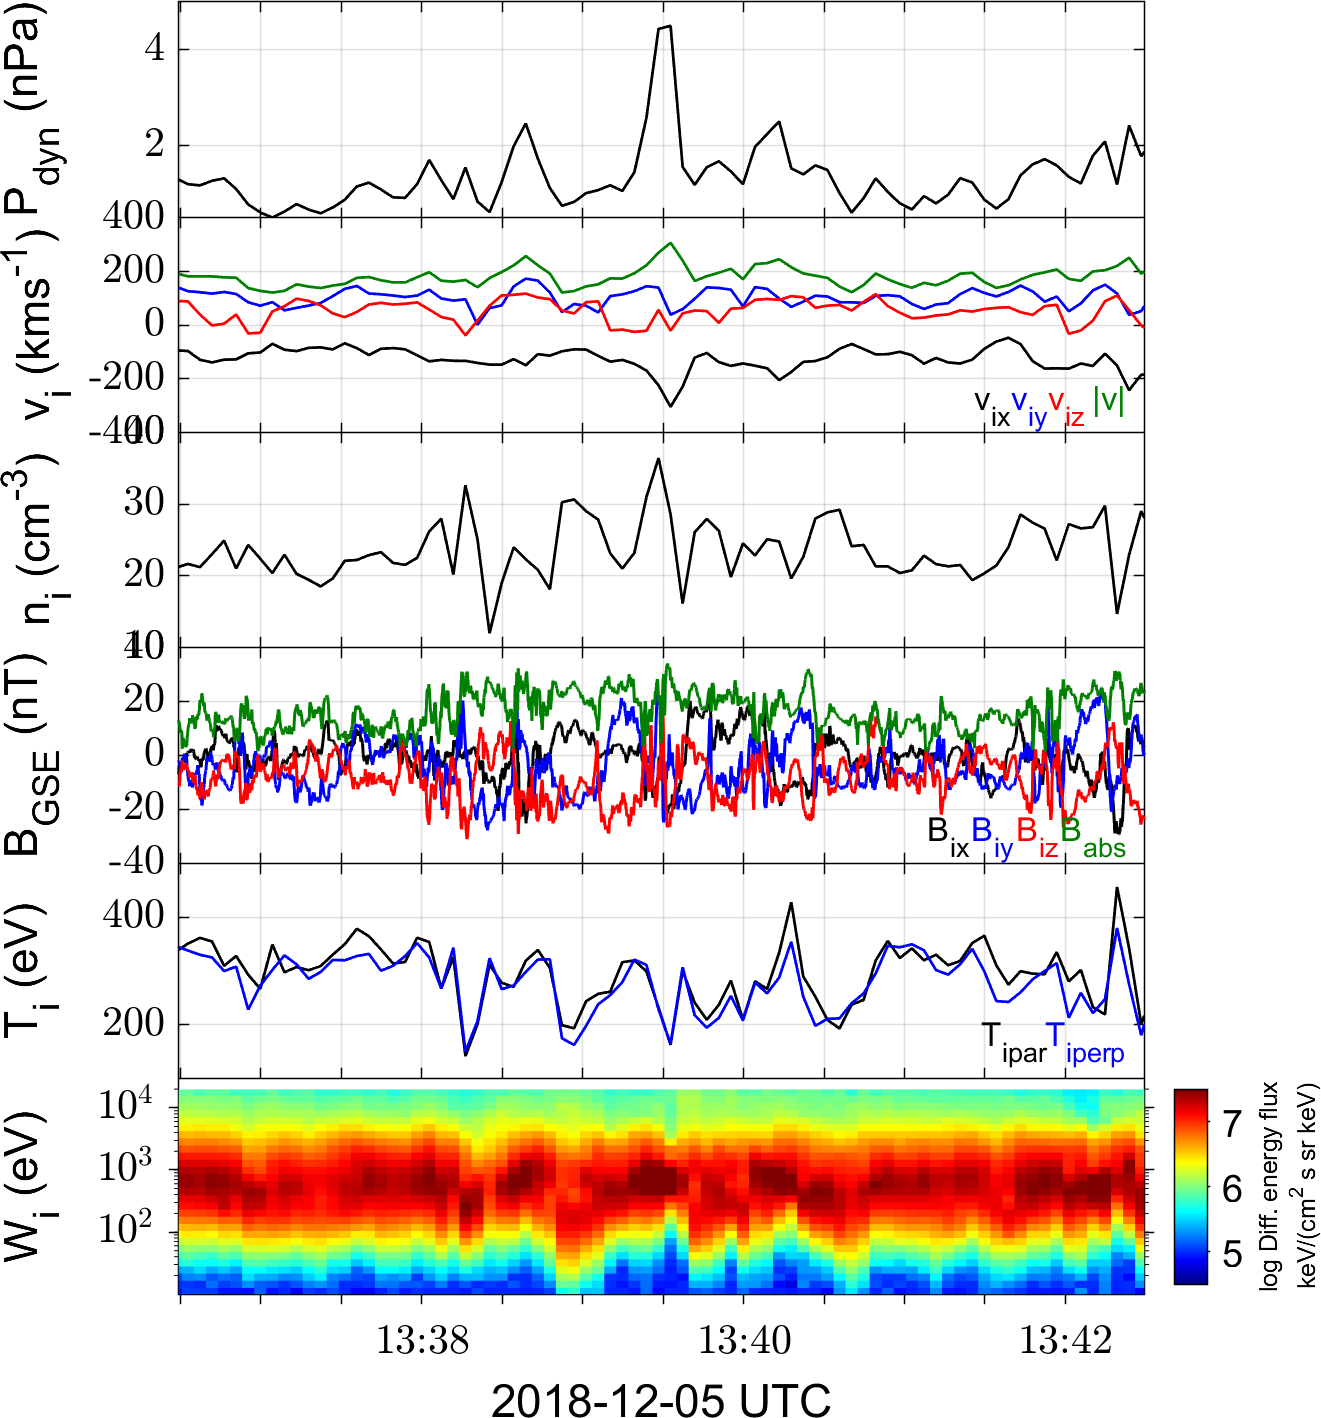 P_dyn (nPa)
4
2
v_i (kms^-1)
400
200
0
-200
-400
v_ix v_iy v_iz |v|
n_i (cm^-3)
40
30
20
10
B_GSE (nT)
40
20
0
-20
-40
B_ix B_iy B_iz B_abs
T_i (eV)
400
200
T_ipar T_iperp
W_i (eV)
10^4
10^3
10^2
7
6
5
log Diff. energy flux
keV/(cm^2 s sr keV)
13:38 13:40 13:42
2018-12-05 UTC